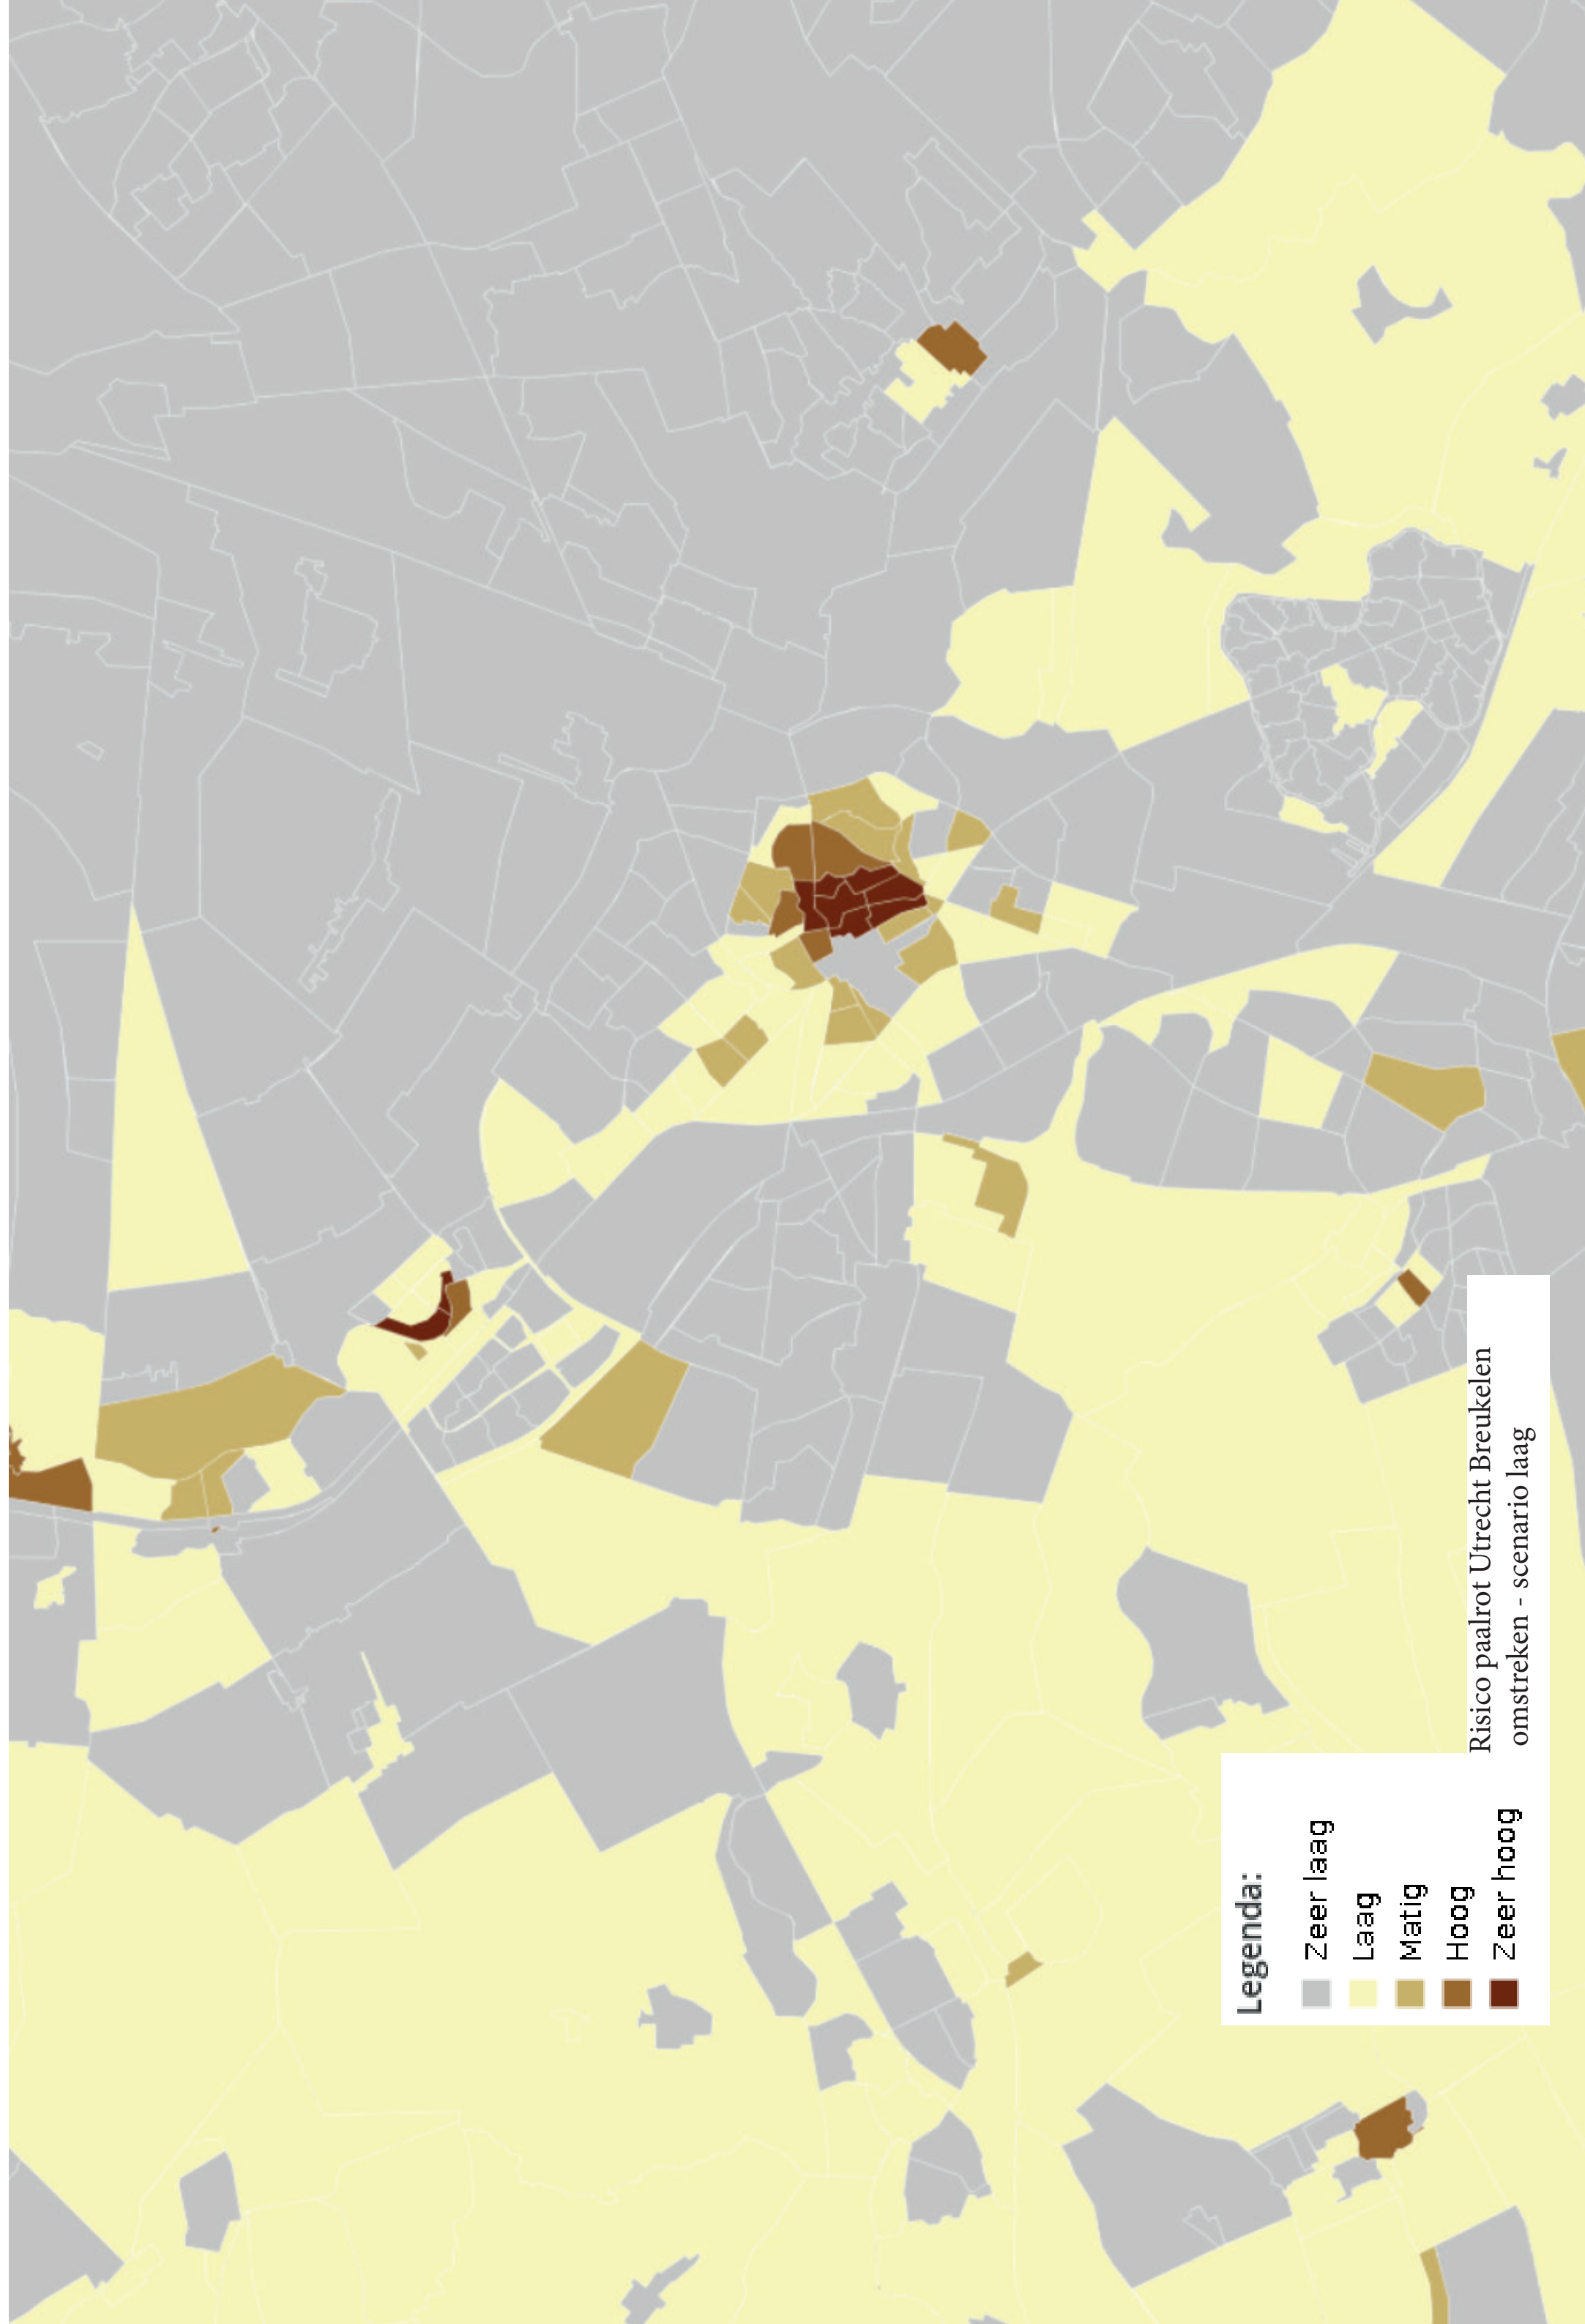 Legenda:
Zeer laag
Laag
Matig
Hoog
Zeer hoog
Risico paalrot Utrecht Breukelen
omstreken - scenario laag